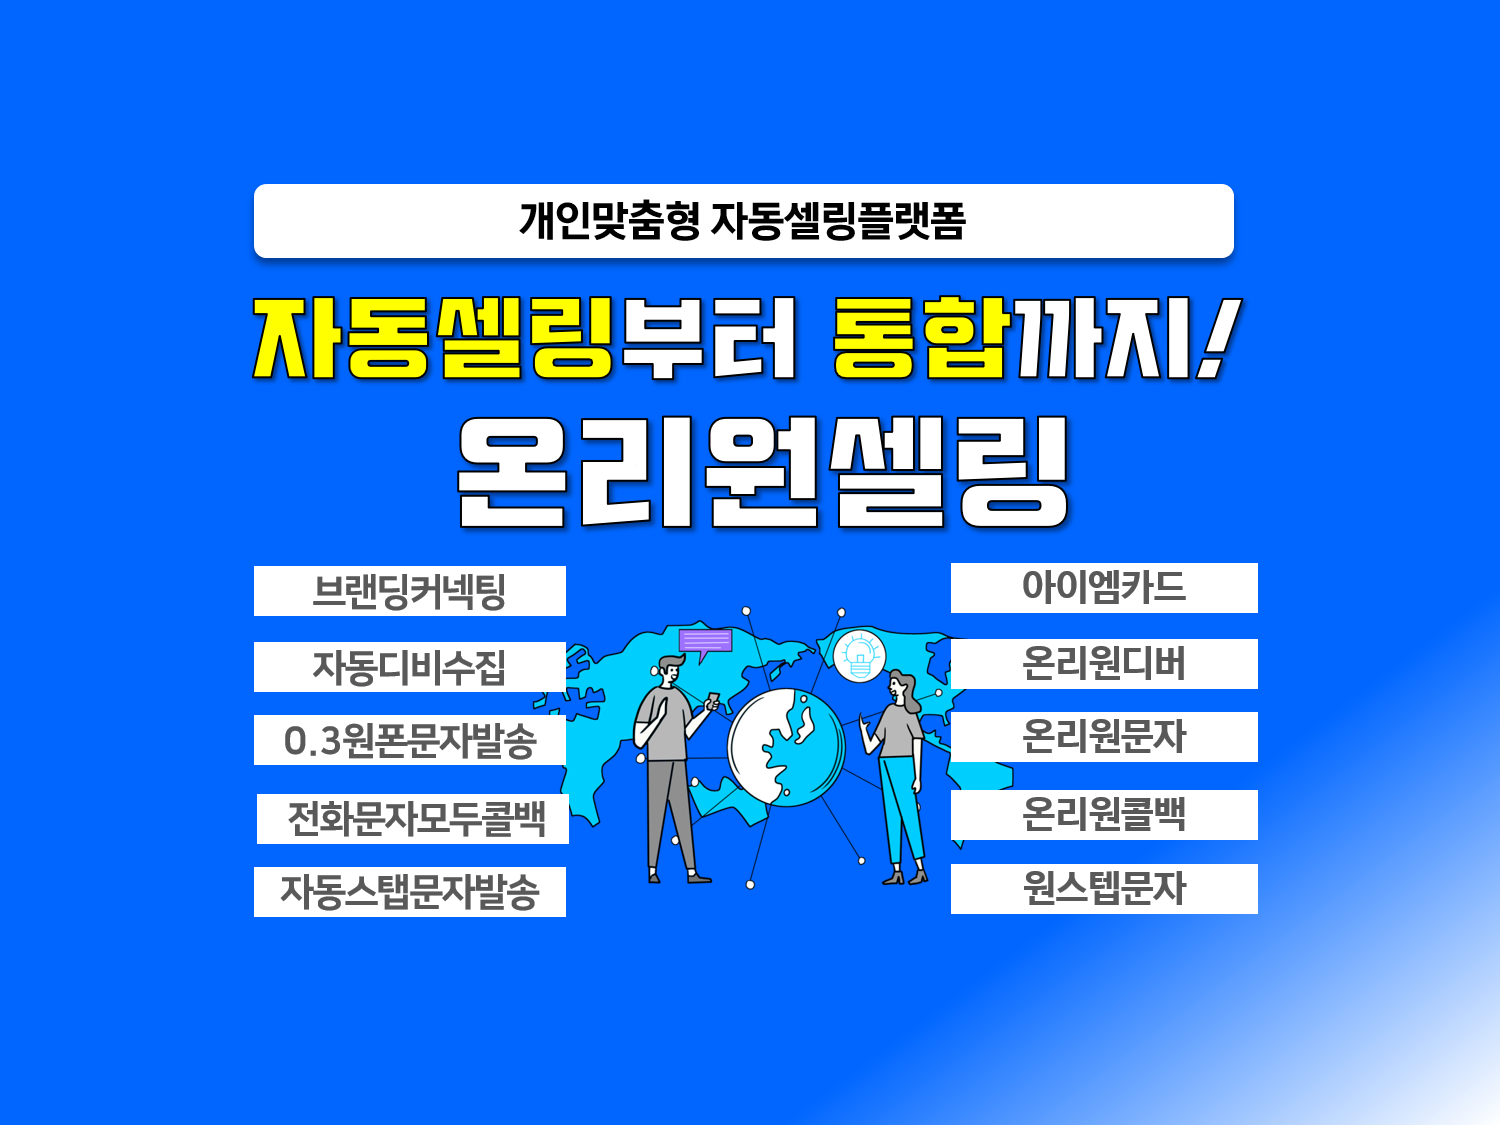 개인맞춤형 자동셀링플랫폼
자동셀링부터 통합까지!
온리원셀링
브랜딩커넥팅
자동디비수집
0.3원폰문자발송
전화문자모두콜백
자동스탭문자발송
아이엠카드
온리원디버
온리원문자
온리원콜백
원스텝문자